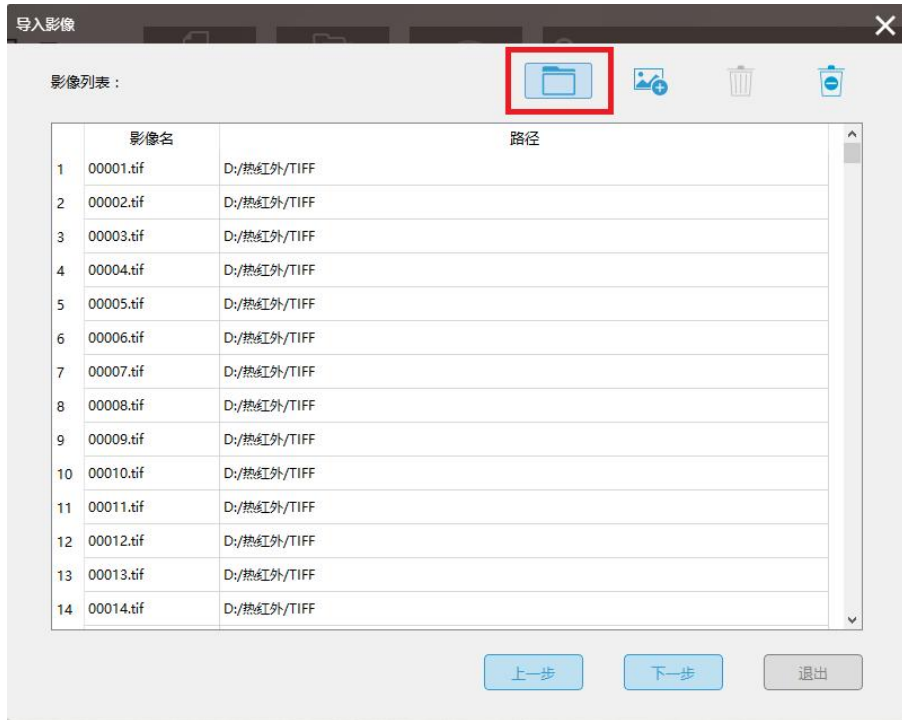 导入影像
影像列表：
影像名 路径
1 00001.tif D:/热红外/TIFF
2 00002.tif D:/热红外/TIFF
3 00003.tif D:/热红外/TIFF
4 00004.tif D:/热红外/TIFF
5 00005.tif D:/热红外/TIFF
6 00006.tif D:/热红外/TIFF
7 00007.tif D:/热红外/TIFF
8 00008.tif D:/热红外/TIFF
9 00009.tif D:/热红外/TIFF
10 00010.tif D:/热红外/TIFF
11 00011.tif D:/热红外/TIFF
12 00012.tif D:/热红外/TIFF
13 00013.tif D:/热红外/TIFF
14 00014.tif D:/热红外/TIFF
上一步 下一步 退出